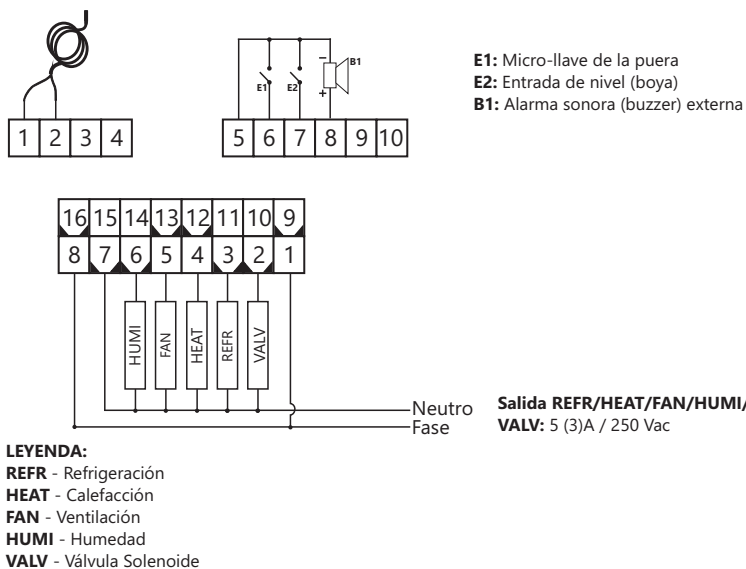 B1
E1 E2
E1: Micro-llave de la puera
E2: Entrada de nivel (boya)
B1: Alarma sonora (buzzer) externa
1 2 3 4
5 6 7 8 9 10
16 15 14 13 12 11 10 9
8 7 6 5 4 3 2 1
HUMI FAN HEAT REFR VALV
Neutro
Fase
Salida REFR/HEAT/FAN/HUMI/
VALV: 5 (3)A / 250 Vac
LEYENDA:
REFR - Refrigeración
HEAT - Calefacción
FAN - Ventilación
HUMI - Humedad
VALV - Válvula Solenoide